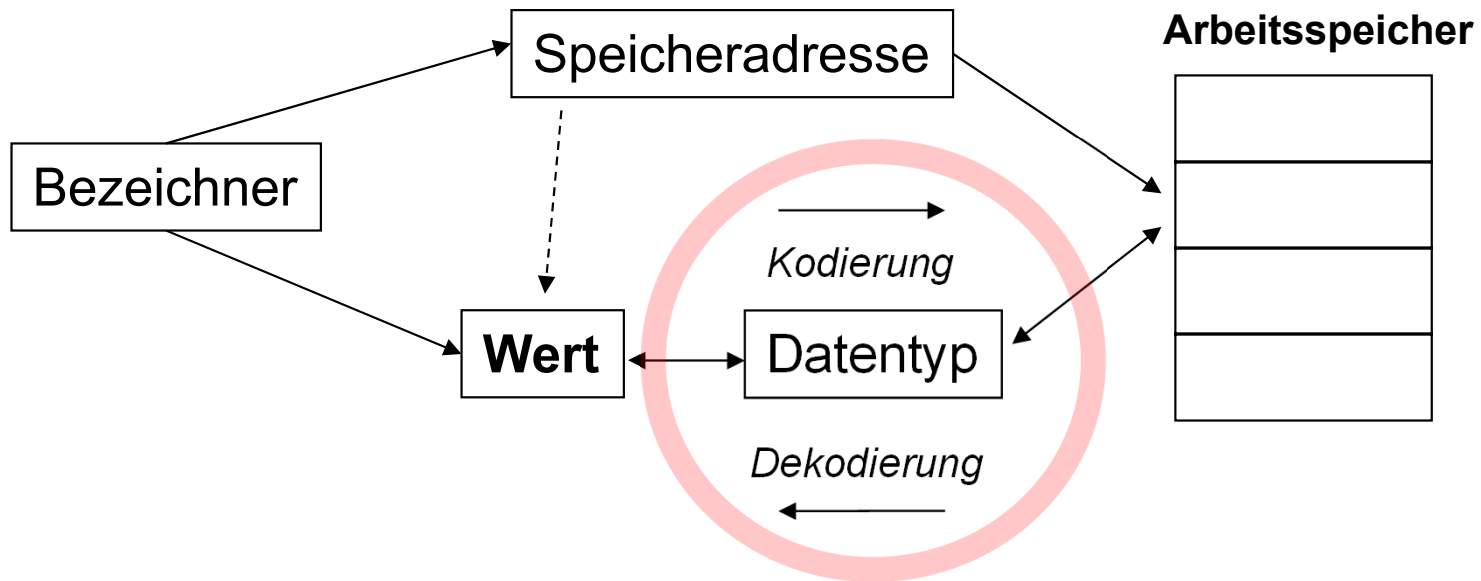 Arbeitsspeicher
Speicheradresse
Bezeichner
Kodierung
Wert
Datentyp
Dekodierung